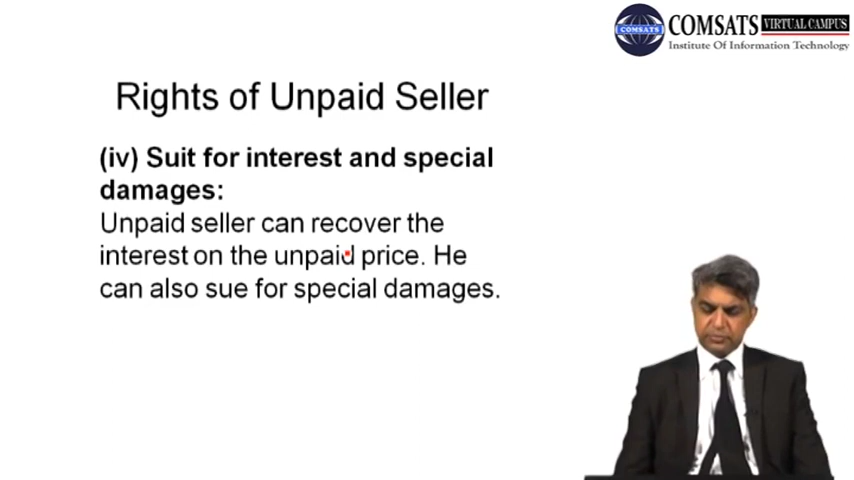 COMSATS
COMSATS VIRTUAL CAMPUS
Institute Of Information Technology
Rights of Unpaid Seller
(iv) Suit for interest and special
damages:
Unpaid seller can recover the
interest on the unpaid price. He
can also sue for special damages.